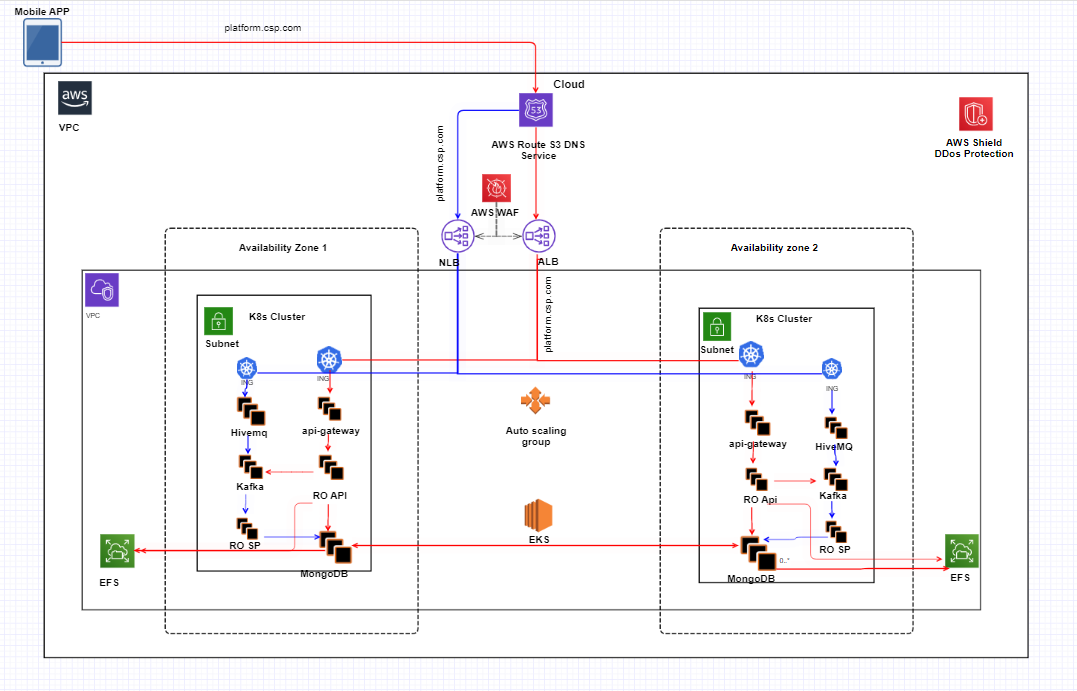 Mobile APP
platform.csp.com
aws
VPC
Cloud
53
AWS Route S3 DNS
Service
AWS Shield
DDos Protection
platform.csp.com
AWS WAF
NLB
ALB
Availability Zone 1
Availability zone 2
VPC
platform.csp.com
K8s Cluster
Subnet
ING
ING
Hivemq
api-gateway
Kafka
RO API
RO SP
MongoDB
EFS
Auto scaling
group
EKS
K8s Cluster
Subnet
ING
ING
api-gateway
HiveMQ
RO Api
Kafka
RO SP
0..*
MongoDB
EFS